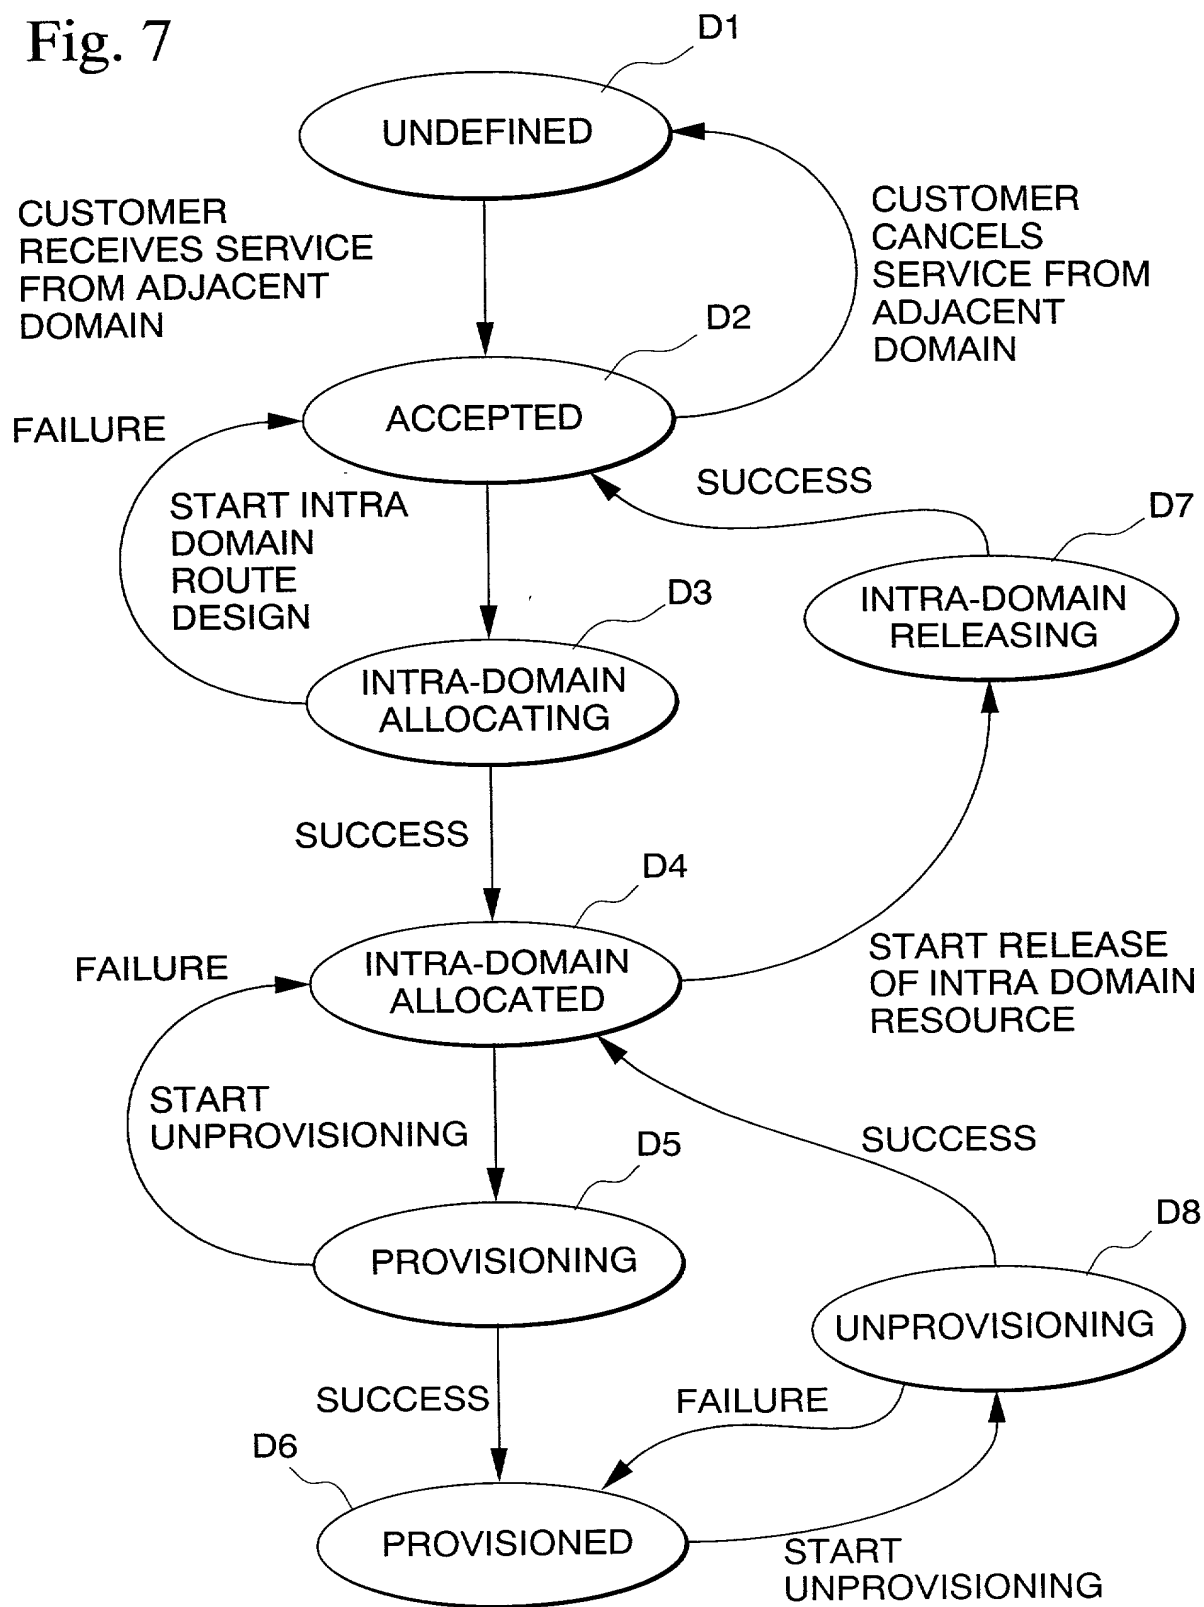 Fig. 7
D1
UNDEFINED
CUSTOMER
RECEIVES SERVICE
FROM ADJACENT
DOMAIN
CUSTOMER
CANCELS
SERVICE FROM
ADJACENT
DOMAIN
D2
ACCEPTED
FAILURE
START INTRA
DOMAIN
ROUTE
DESIGN
SUCCESS
D7
INTRA-DOMAIN
RELEASING
D3
INTRA-DOMAIN
ALLOCATING
SUCCESS
D4
INTRA-DOMAIN
ALLOCATED
FAILURE
START RELEASE
OF INTRA DOMAIN
RESOURCE
START
UNPROVISIONING
SUCCESS
D5
PROVISIONING
D8
UNPROVISIONING
SUCCESS
FAILURE
D6
PROVISIONED
START
UNPROVISIONING